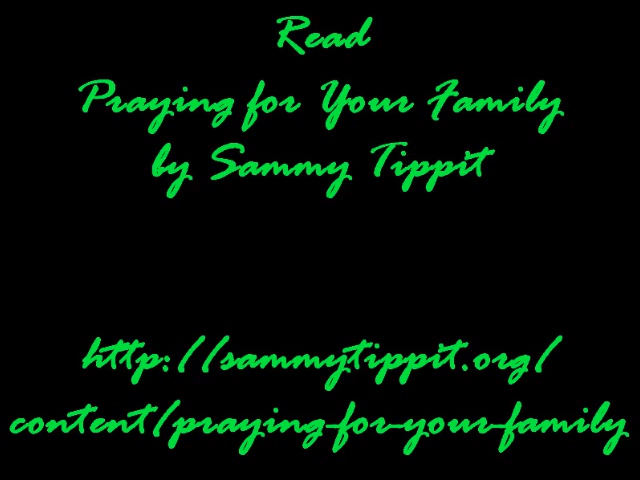 Read
Praying for Your Family
by Sammy Tippit
http://sammytippit.org/
content/praying-for-your-family